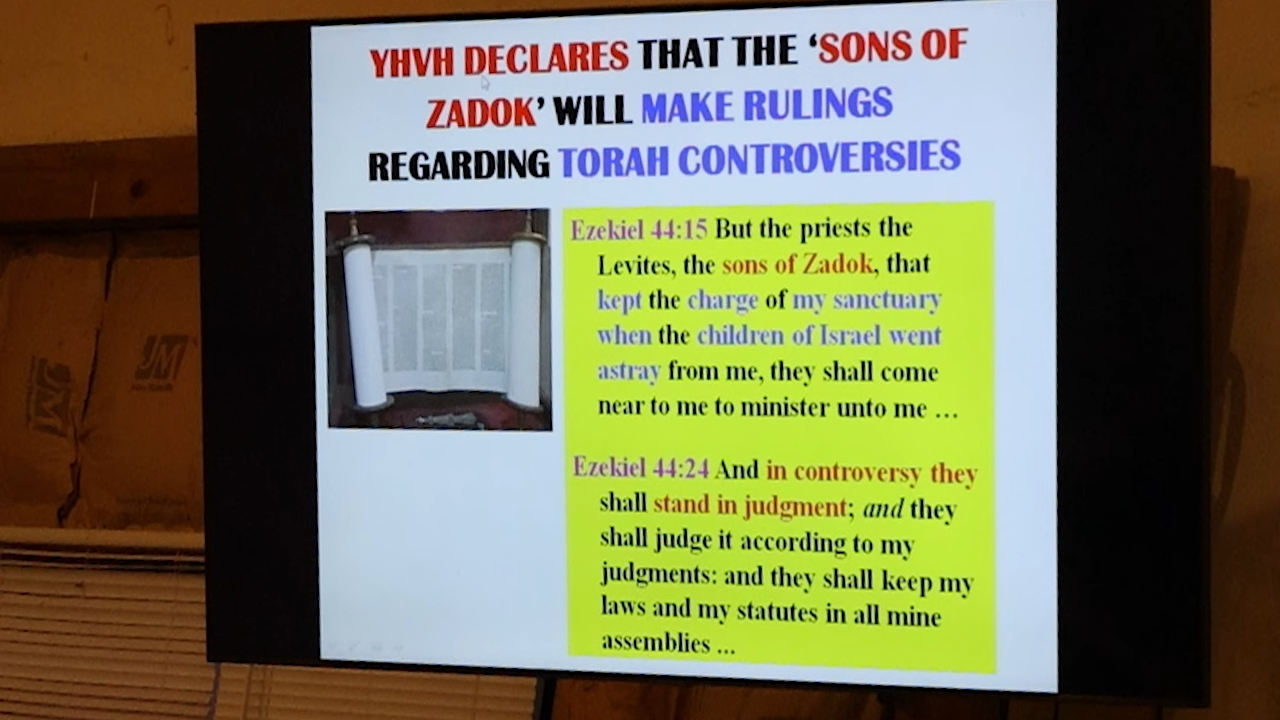 YHVH DECLARES THAT THE ‘SONS OF
ZADOK’ WILL MAKE RULINGS
REGARDING TORAH CONTROVERSIES
Ezekiel 44:15 But the priests the
Levites, the sons of Zadok, that
kept the charge of my sanctuary
when the children of Israel went
astray from me, they shall come
near to me to minister unto me ...
Ezekiel 44:24 And in controversy they
shall stand in judgment; and they
shall judge it according to my
judgments: and they shall keep my
laws and my statutes in all mine
assemblies ...
JM
JM